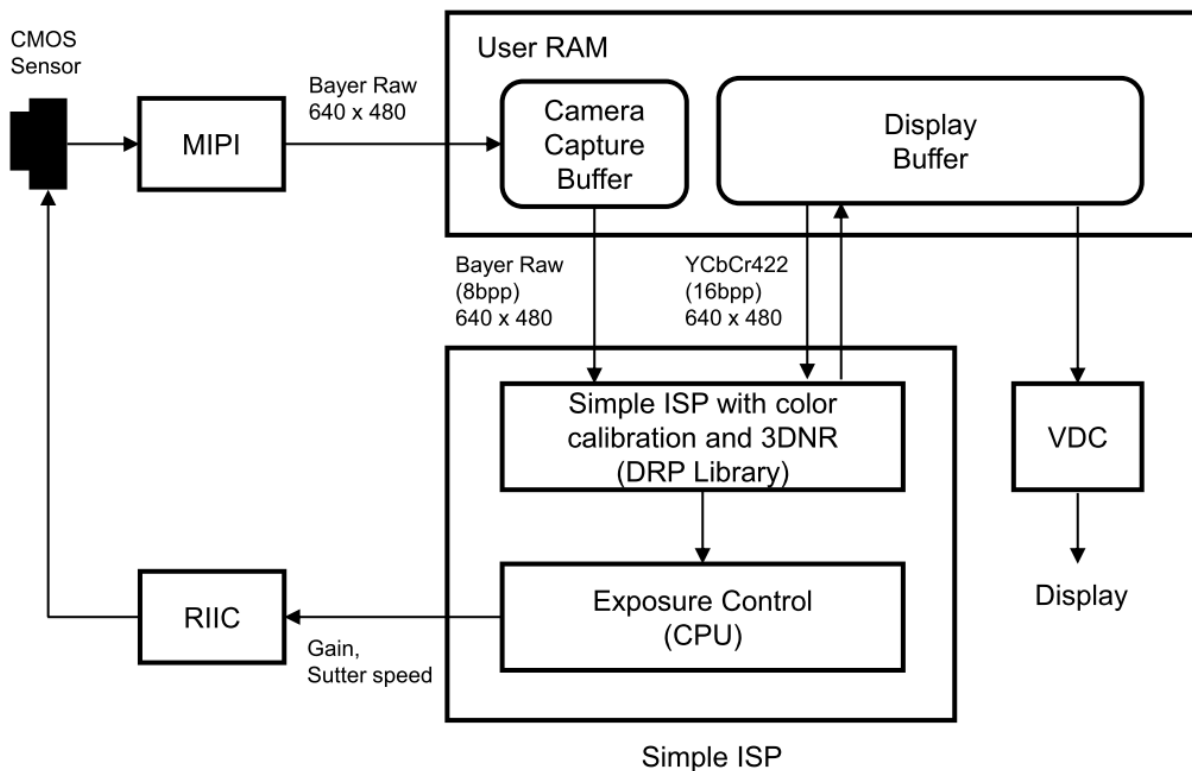 CMOS
Sensor
MIPI
Bayer Raw
640 x 480
User RAM
Camera
Capture
Buffer
Display
Buffer
Bayer Raw
(8bpp)
640 x 480
YCbCr422
(16bpp)
640 x 480
Simple ISP with color
calibration and 3DNR
(DRP Library)
VDC
Exposure Control
(CPU)
Display
RIIC
Gain,
Sutter speed
Simple ISP